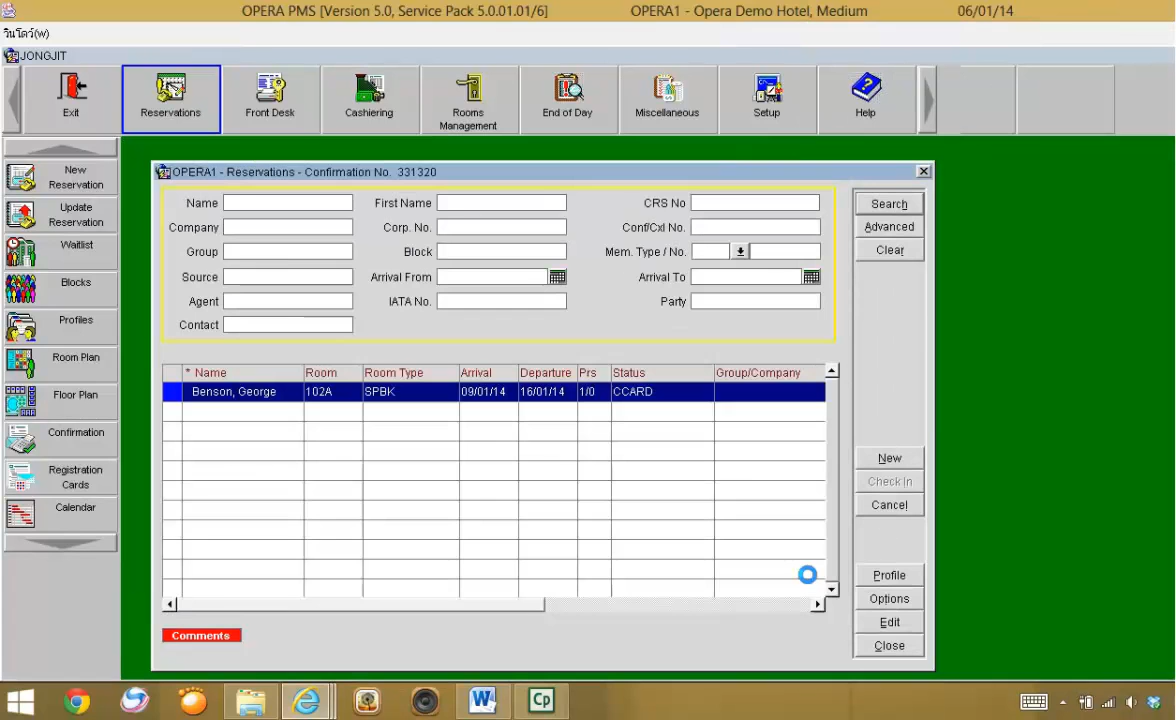 OPERA PMS [Version 5.0, Service Pack 5.0.01.01/6] OPERA1 - Opera Demo Hotel, Medium 06/01/14
วินโดว์(w)
JONGJIT
Exit
Reservations
Front Desk
Cashiering
Rooms
Management
End of Day
Miscellaneous
Setup
Help
New
Reservation
Update
Reservation
Waitlist
Blocks
Profiles
Room Plan
Floor Plan
Confirmation
Registration
Cards
Calendar
OPERA1 - Reservations - Confirmation No. 331320
Name First Name CRS No
Company Corp. No. Conf/Cxl No.
Group Block Mem. Type / No.
Source Arrival From Arrival To
Agent IATA No. Party
Contact
Search
Advanced
Clear
* Name Room Room Type Arrival Departure Prs Status Group/Company
Benson, George 102A SPBK 09/01/14 16/01/14 1/0 CCARD
New
Check In
Cancel
Profile
Options
Edit
Close
Comments
W
Cp